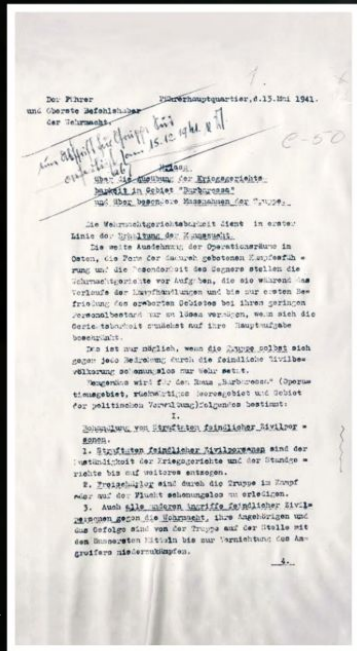 Der Führer
und Oberste Befehlshaber
der Wehrmacht.
Führerhauptquartier, d.13.Mai 1941.
15.12.1941
C-50
Erlass
über die Ausübung der Kriegsgerichts
barkeit im Gebiet "Barbarossa"
und über besondere Massnahmen der Truppe.
Die Wehrmachtgerichtsbarkeit dient in erster
Linie der Erhaltung der Manneszucht.
Die weite Ausdehnung der Operationsräume im
Osten, die Form der dadurch gebotenen Kampfesfüh =
rung und die Besonderheit des Gegners stellen die
Wehrmachtgerichte vor Aufgaben, die sie während des
Verlaufs der Kampfhandlungen und bis zur ersten Be
friedung des eroberten Gebietes bei ihrem geringen
Personalbestand nur zu lösen vermögen, wenn sich die
Gerichtsbarkeit zunächst auf ihre Hauptaufgabe
beschränkt.
Das ist nur möglich, wenn die Truppe selbst sich
gegen jede Bedrohung durch die feindliche Zivilbe=
völkerung schonungslos zur Wehr setzt.
Demgemäss wird für den Raum "Barbarossa" (Opera=
tionsgebiet, rückwärtiges Heeresgebiet und Gebiet
der politischen Verwaltung)folgendes bestimmt:
I.
Behandlung von Straftaten feindlicher Zivilper =
sonen.
1. Straftaten feindlicher Zivilpersonen sind der
Zuständigkeit der Kriegsgerichte und der Standge =
richte bis auf weiteres entzogen.
2. Freischärler sind durch die Truppe im Kampf
oder auf der Flucht schonungslos zu erledigen.
3. Auch alle anderen Angriffe feindlicher Zivil=
personen gegen die Wehrmacht, ihre Angehörigen und
das Gefolge sind von der Truppe auf der Stelle mit
den äussersten Mitteln bis zur Vernichtung des An=
greifers niederzukämpfen.
4.